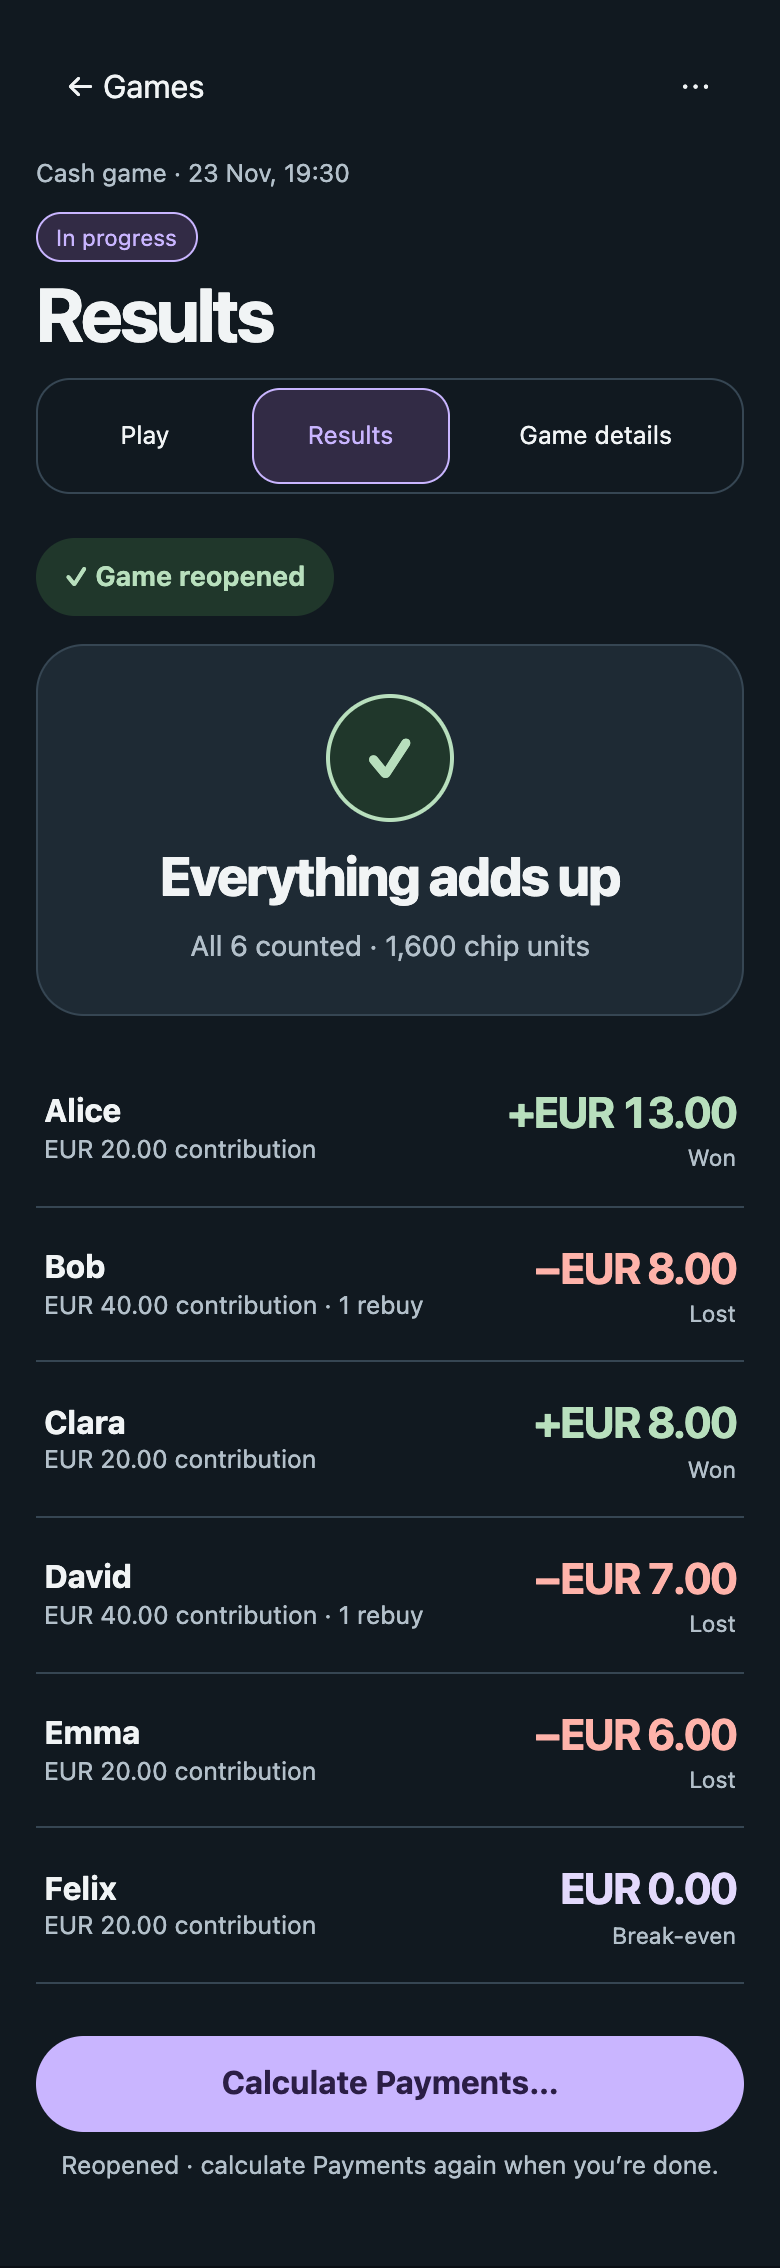 ← Games
...
Cash game · 23 Nov, 19:30
In progress
Results
Play
Results
Game details
✓ Game reopened
Everything adds up
All 6 counted · 1,600 chip units
Alice
+EUR 13.00
EUR 20.00 contribution
Won
Bob
−EUR 8.00
EUR 40.00 contribution · 1 rebuy
Lost
Clara
+EUR 8.00
EUR 20.00 contribution
Won
David
−EUR 7.00
EUR 40.00 contribution · 1 rebuy
Lost
Emma
−EUR 6.00
EUR 20.00 contribution
Lost
Felix
EUR 0.00
EUR 20.00 contribution
Break-even
Calculate Payments...
Reopened · calculate Payments again when you’re done.